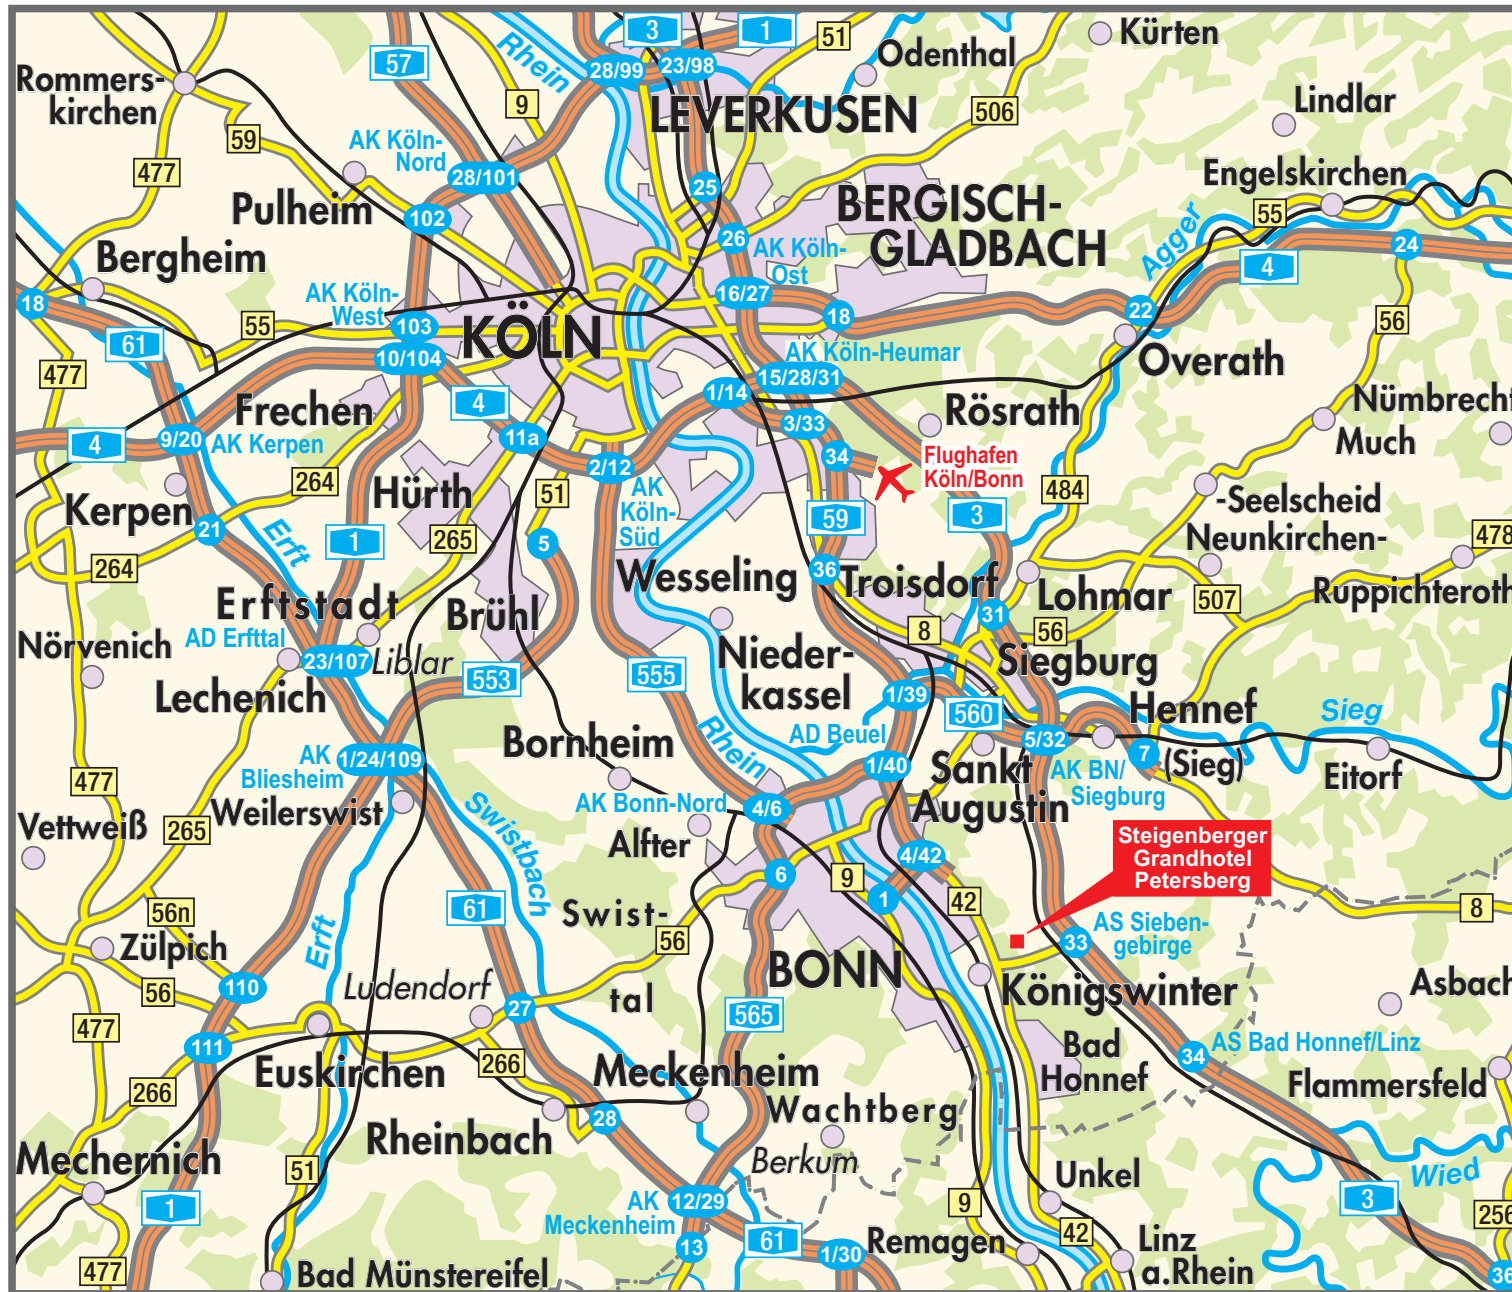 3
1
51
Kürten
57
Rhein
28/99
23/98
Odenthal
Rommers-
kirchen
9
LEVERKUSEN
506
Lindlar
59
AK Köln-
Nord
477
28/101
25
Engelskirchen
Pulheim
102
BERGISCH-
GLADBACH
55
Agger
24
26
AK Köln-
Ost
4
Bergheim
18
AK Köln-
West
16/27
18
22
55
103
KÖLN
56
61
10/104
AK Köln-Heumar
15/28/31
Overath
477
4
1/14
Frechen
3/33
Rösrath
Nümbrecht
Much
4
9/20
AK Kerpen
11a
34
Flughafen
Köln/Bonn
2/12
264
Hürth
51
AK
Köln-
Süd
484
-Seelscheid
Neunkirchen-
Kerpen
21
Erft
1
265
5
59
3
478
264
Wesseling
36
Troisdorf
Lohmar
507
Ruppichteroth
Erftstadt
Brühl
31
AD Erfttal
Nörvenich
23/107
Liblar
8
56
Siegburg
Lechenich
553
555
Nieder-
kassel
1/39
560
Hennef
(Sieg)
Sieg
Rhein
AD Beuel
5/32
7
Eitorf
Bornheim
AK
Bliesheim
1/24/109
1/40
Sankt
Augustin
AK BN/
Siegburg
477
Weilerswist
AK Bonn-Nord
4/6
Vettweiß
265
Swistbach
Alfter
4/42
Steigenberger
Grandhotel
Petersberg
6
9
1
42
56n
61
Swist-
tal
56
8
Zülpich
Erft
33
AS Sieben-
gebirge
BONN
56
110
Ludendorf
27
Königswinter
Asbach
477
111
565
34
AS Bad Honnef/Linz
Bad
Honnef
Euskirchen
266
Meckenheim
Flammersfeld
266
28
Wachtberg
Rheinbach
Berkum
Mechernich
51
Unkel
Wied
1
AK
Meckenheim
12/29
9
3
256
13
61
1/30
Remagen
42
Linz
a.Rhein
477
Bad Münstereifel
36